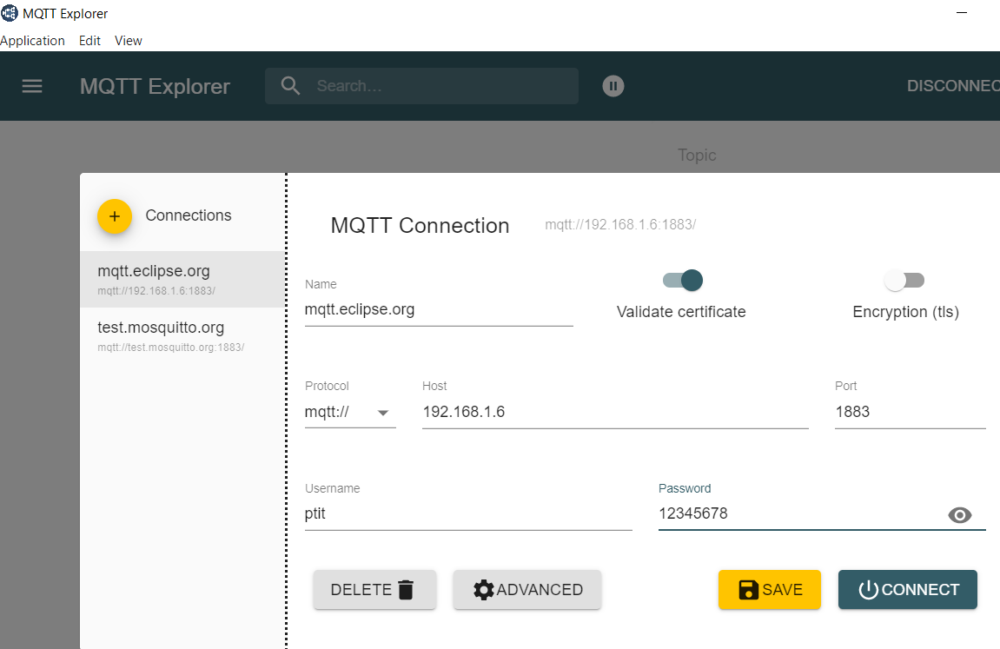 MQTT Explorer
Application Edit View
MQTT Explorer Search... DISCONNEC
Topic
+ Connections
MQTT Connection mqtt://192.168.1.6:1883/
mqtt.eclipse.org
mqtt://192.168.1.6:1883/
test.mosquitto.org
mqtt://test.mosquitto.org:1883/
Name
mqtt.eclipse.org
Validate certificate
Encryption (tls)
Protocol
mqtt://
Host
192.168.1.6
Port
1883
Username
ptit
Password
12345678
DELETE ADVANCED SAVE CONNECT